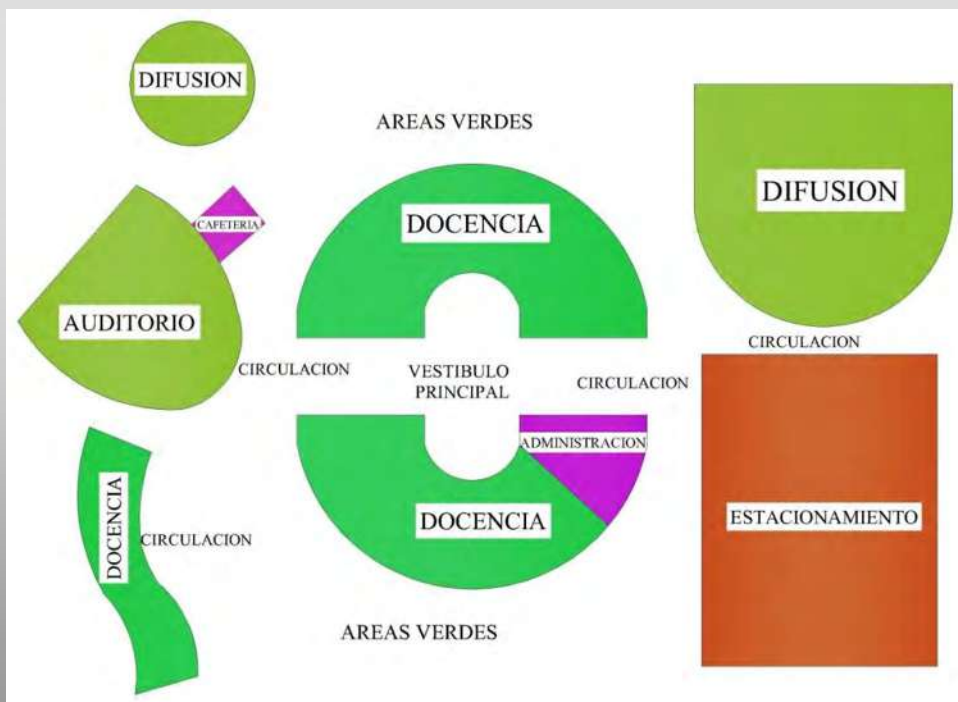 DIFUSION
AREAS VERDES
DIFUSION
DOCENCIA
CAFETERIA
AUDITORIO
CIRCULACION
CIRCULACION
VESTIBULO
PRINCIPAL
CIRCULACION
ADMINISTRACION
DOCENCIA
DOCENCIA
CIRCULACION
ESTACIONAMIENTO
AREAS VERDES